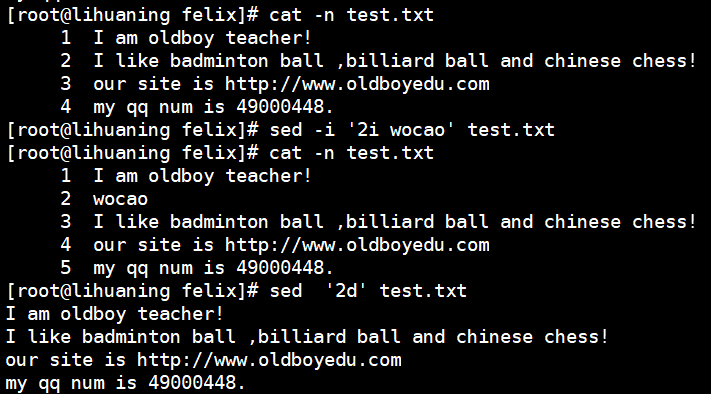 [root@lihuaning felix]# cat -n test.txt
     1  I am oldboy teacher!
     2  I like badminton ball ,billiard ball and chinese chess!
     3  our site is http://www.oldboyedu.com
     4  my qq num is 49000448.
[root@lihuaning felix]# sed -i '2i wocao' test.txt
[root@lihuaning felix]# cat -n test.txt
     1  I am oldboy teacher!
     2  wocao
     3  I like badminton ball ,billiard ball and chinese chess!
     4  our site is http://www.oldboyedu.com
     5  my qq num is 49000448.
[root@lihuaning felix]# sed  '2d' test.txt
I am oldboy teacher!
I like badminton ball ,billiard ball and chinese chess!
our site is http://www.oldboyedu.com
my qq num is 49000448.